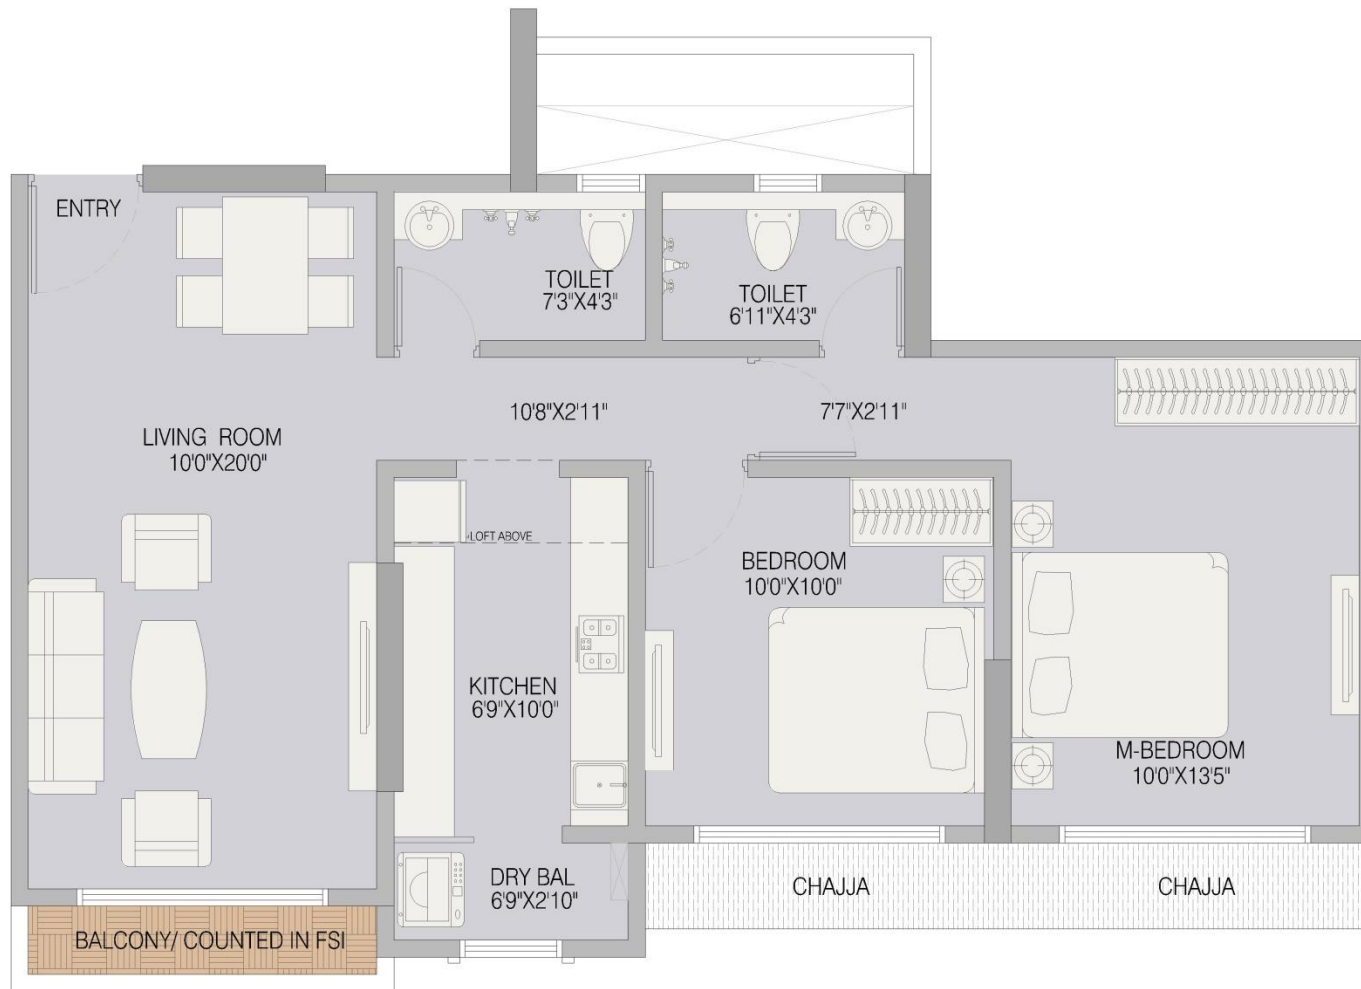 ENTRY
TOILET
7'3"X4'3"
TOILET
6'11"X4'3"
LIVING ROOM
10'0"X20'0"
10'8"X2'11"
7'7"X2'11"
LOFT ABOVE
BEDROOM
10'0"X10'0"
KITCHEN
6'9"X10'0"
M-BEDROOM
10'0"X13'5"
DRY BAL
6'9"X2'10"
CHAJJA
CHAJJA
BALCONY/ COUNTED IN FSI